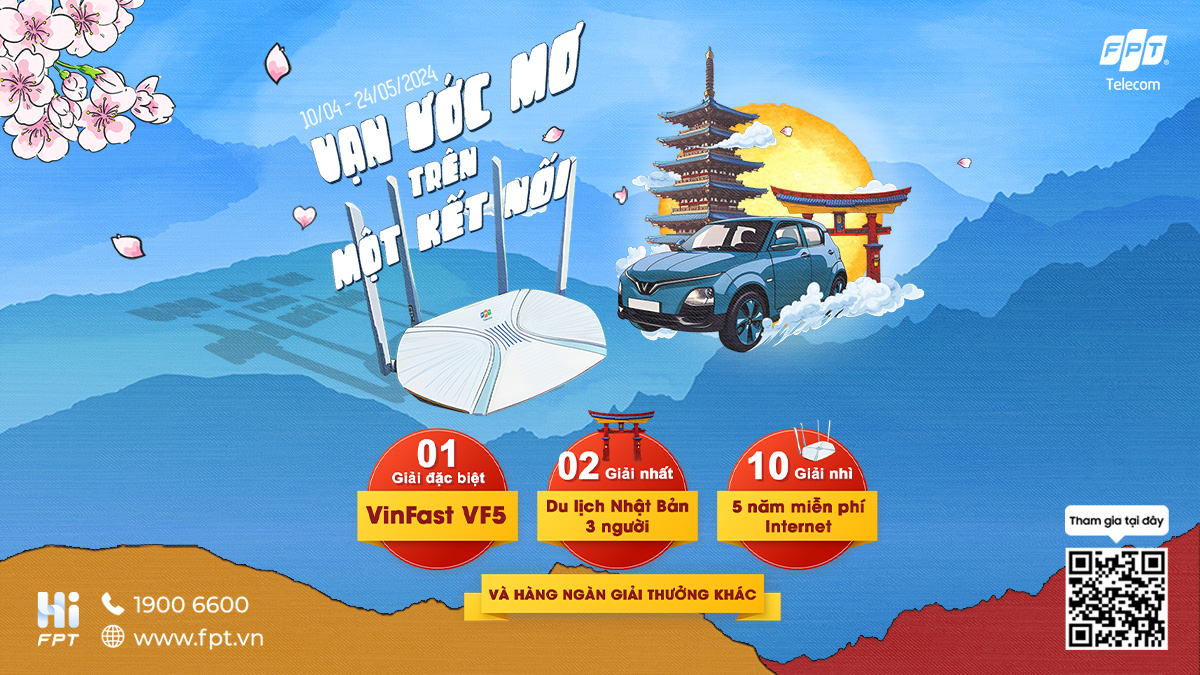 10/04 - 24/05/2024
VẠN ƯỚC MƠ
TRÊN
MỘT KẾT NỐI
FPT
Telecom
FPT
01
Giải đặc biệt
VinFast VF5
02 Giải nhất
Du lịch Nhật Bản
3 người
10 Giải nhì
5 năm miễn phí
Internet
VÀ HÀNG NGÀN GIẢI THƯỞNG KHÁC
Hi
FPT
1900 6600
www.fpt.vn
Tham gia tại đây